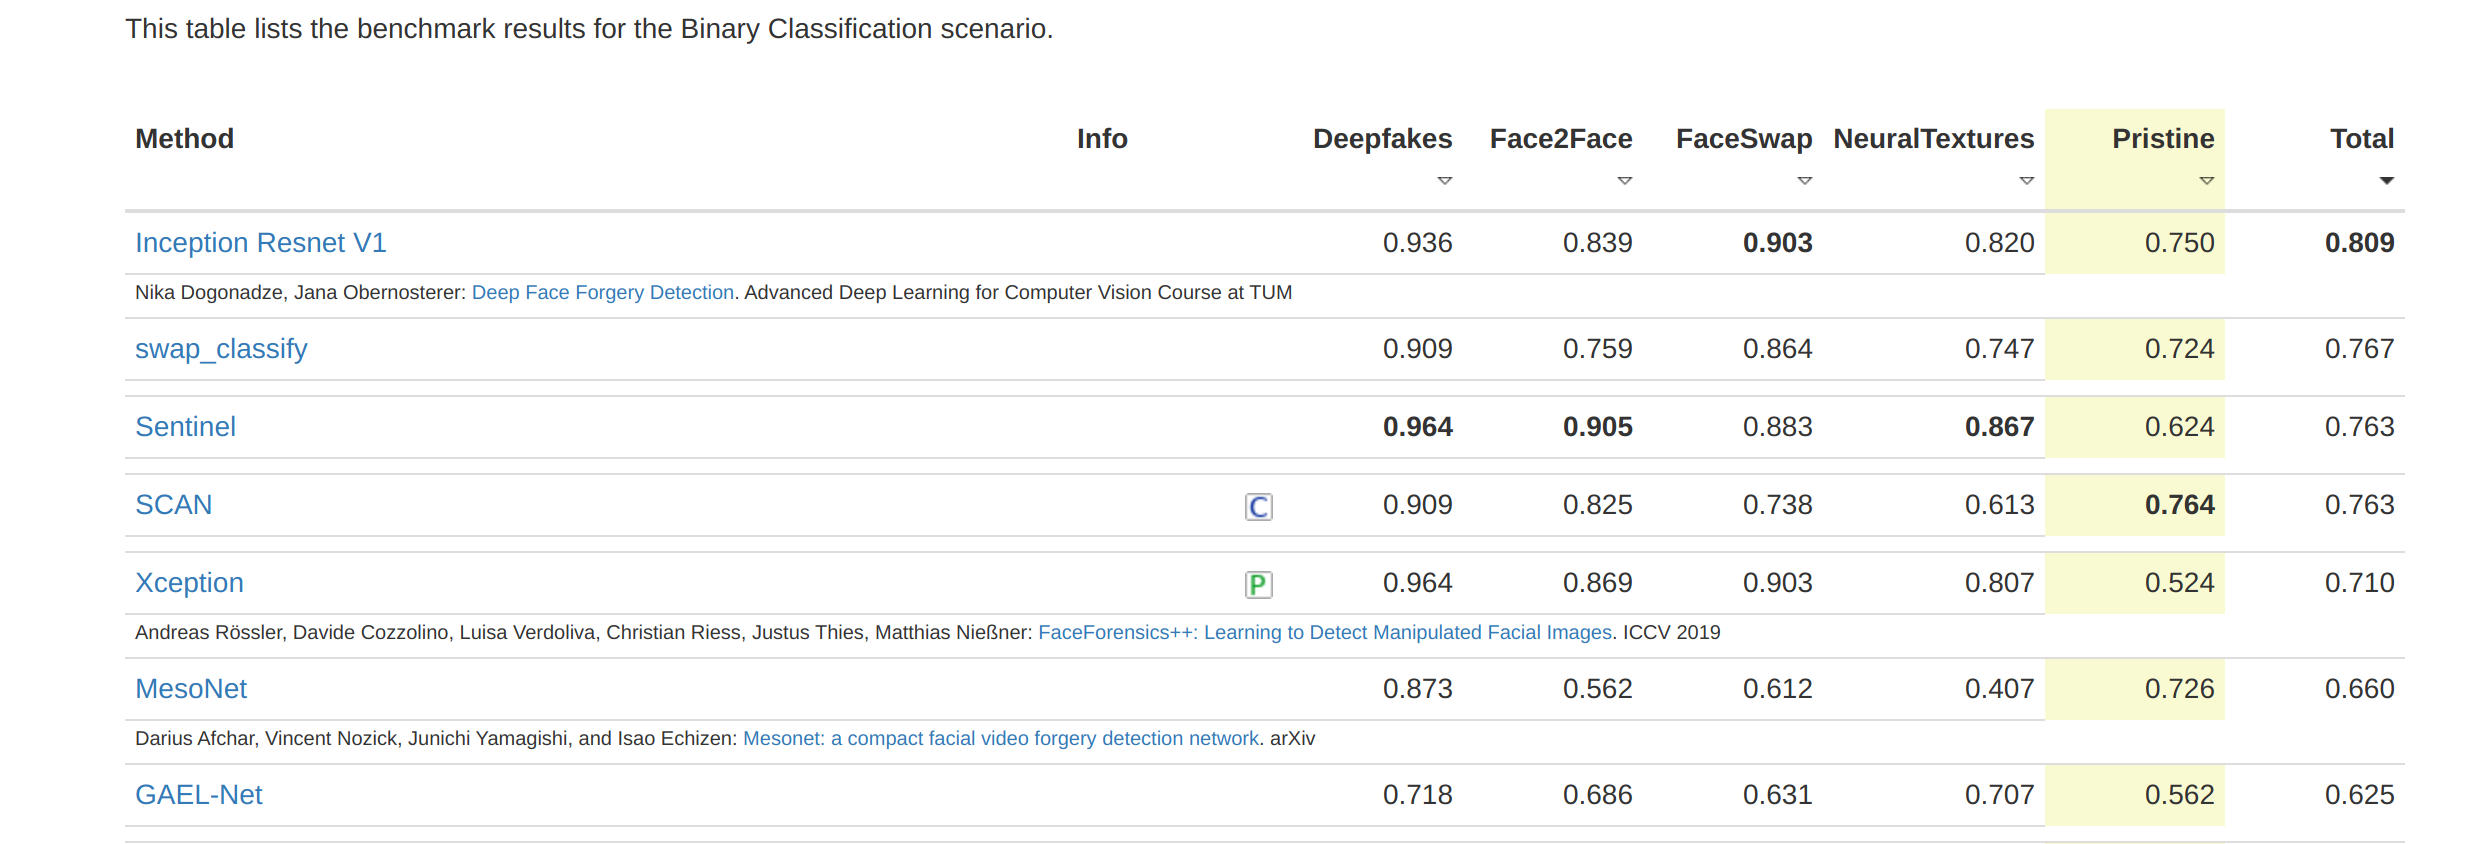 This table lists the benchmark results for the Binary Classification scenario.
Method Info Deepfakes Face2Face FaceSwap NeuralTextures Pristine Total
Inception Resnet V1 0.936 0.839 0.903 0.820 0.750 0.809
Nika Dogonadze, Jana Obernosterer: Deep Face Forgery Detection. Advanced Deep Learning for Computer Vision Course at TUM
swap_classify 0.909 0.759 0.864 0.747 0.724 0.767
Sentinel 0.964 0.905 0.883 0.867 0.624 0.763
SCAN C 0.909 0.825 0.738 0.613 0.764 0.763
Xception P 0.964 0.869 0.903 0.807 0.524 0.710
Andreas Rössler, Davide Cozzolino, Luisa Verdoliva, Christian Riess, Justus Thies, Matthias Nießner: FaceForensics++: Learning to Detect Manipulated Facial Images. ICCV 2019
MesoNet 0.873 0.562 0.612 0.407 0.726 0.660
Darius Afchar, Vincent Nozick, Junichi Yamagishi, and Isao Echizen: Mesonet: a compact facial video forgery detection network. arXiv
GAEL-Net 0.718 0.686 0.631 0.707 0.562 0.625